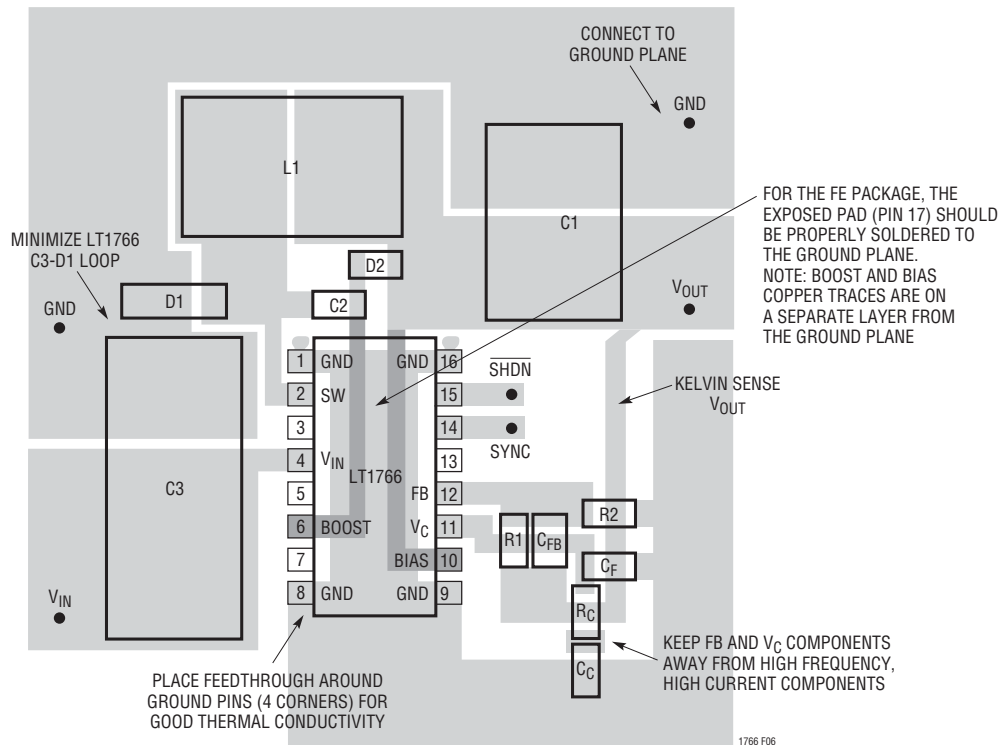 CONNECT TO
GROUND PLANE
GND
L1
C1
FOR THE FE PACKAGE, THE
EXPOSED PAD (PIN 17) SHOULD
BE PROPERLY SOLDERED TO
THE GROUND PLANE.
NOTE: BOOST AND BIAS
COPPER TRACES ARE ON
A SEPARATE LAYER FROM
THE GROUND PLANE
MINIMIZE LT1766
C3-D1 LOOP
D2
D1
C2
GND
VOUT
1 GND
GND 16
2 SW
15
SHDN
3
14
SYNC
4 VIN
13
KELVIN SENSE
VOUT
LT1766
C3
5
FB 12
6 BOOST
VC 11
7
BIAS 10
8 GND
GND 9
R1
CFB
R2
CF
RC
CC
VIN
KEEP FB AND VC COMPONENTS
AWAY FROM HIGH FREQUENCY,
HIGH CURRENT COMPONENTS
PLACE FEEDTHROUGH AROUND
GROUND PINS (4 CORNERS) FOR
GOOD THERMAL CONDUCTIVITY
1766 F06